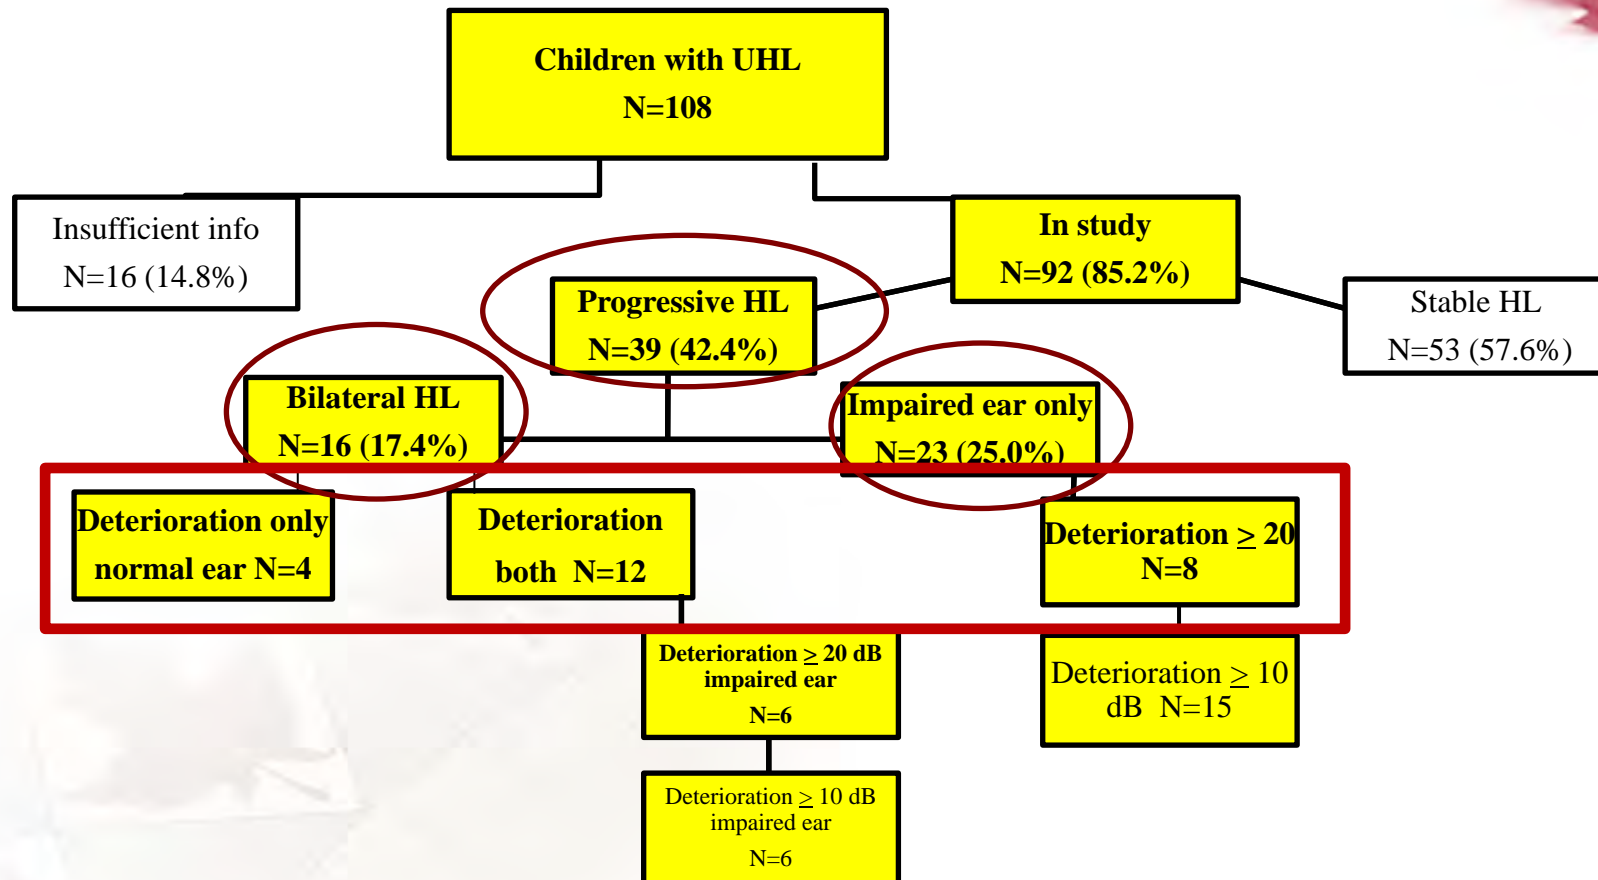 Children with UHL
N=108
Insufficient info
N=16 (14.8%)
In study
N=92 (85.2%)
Progressive HL
N=39 (42.4%)
Stable HL
N=53 (57.6%)
Bilateral HL
N=16 (17.4%)
Impaired ear only
N=23 (25.0%)
Deterioration only
normal ear N=4
Deterioration
both N=12
Deterioration ≥ 20
N=8
Deterioration ≥ 20 dB
impaired ear
N=6
Deterioration ≥ 10
dB N=15
Deterioration ≥ 10 dB
impaired ear
N=6